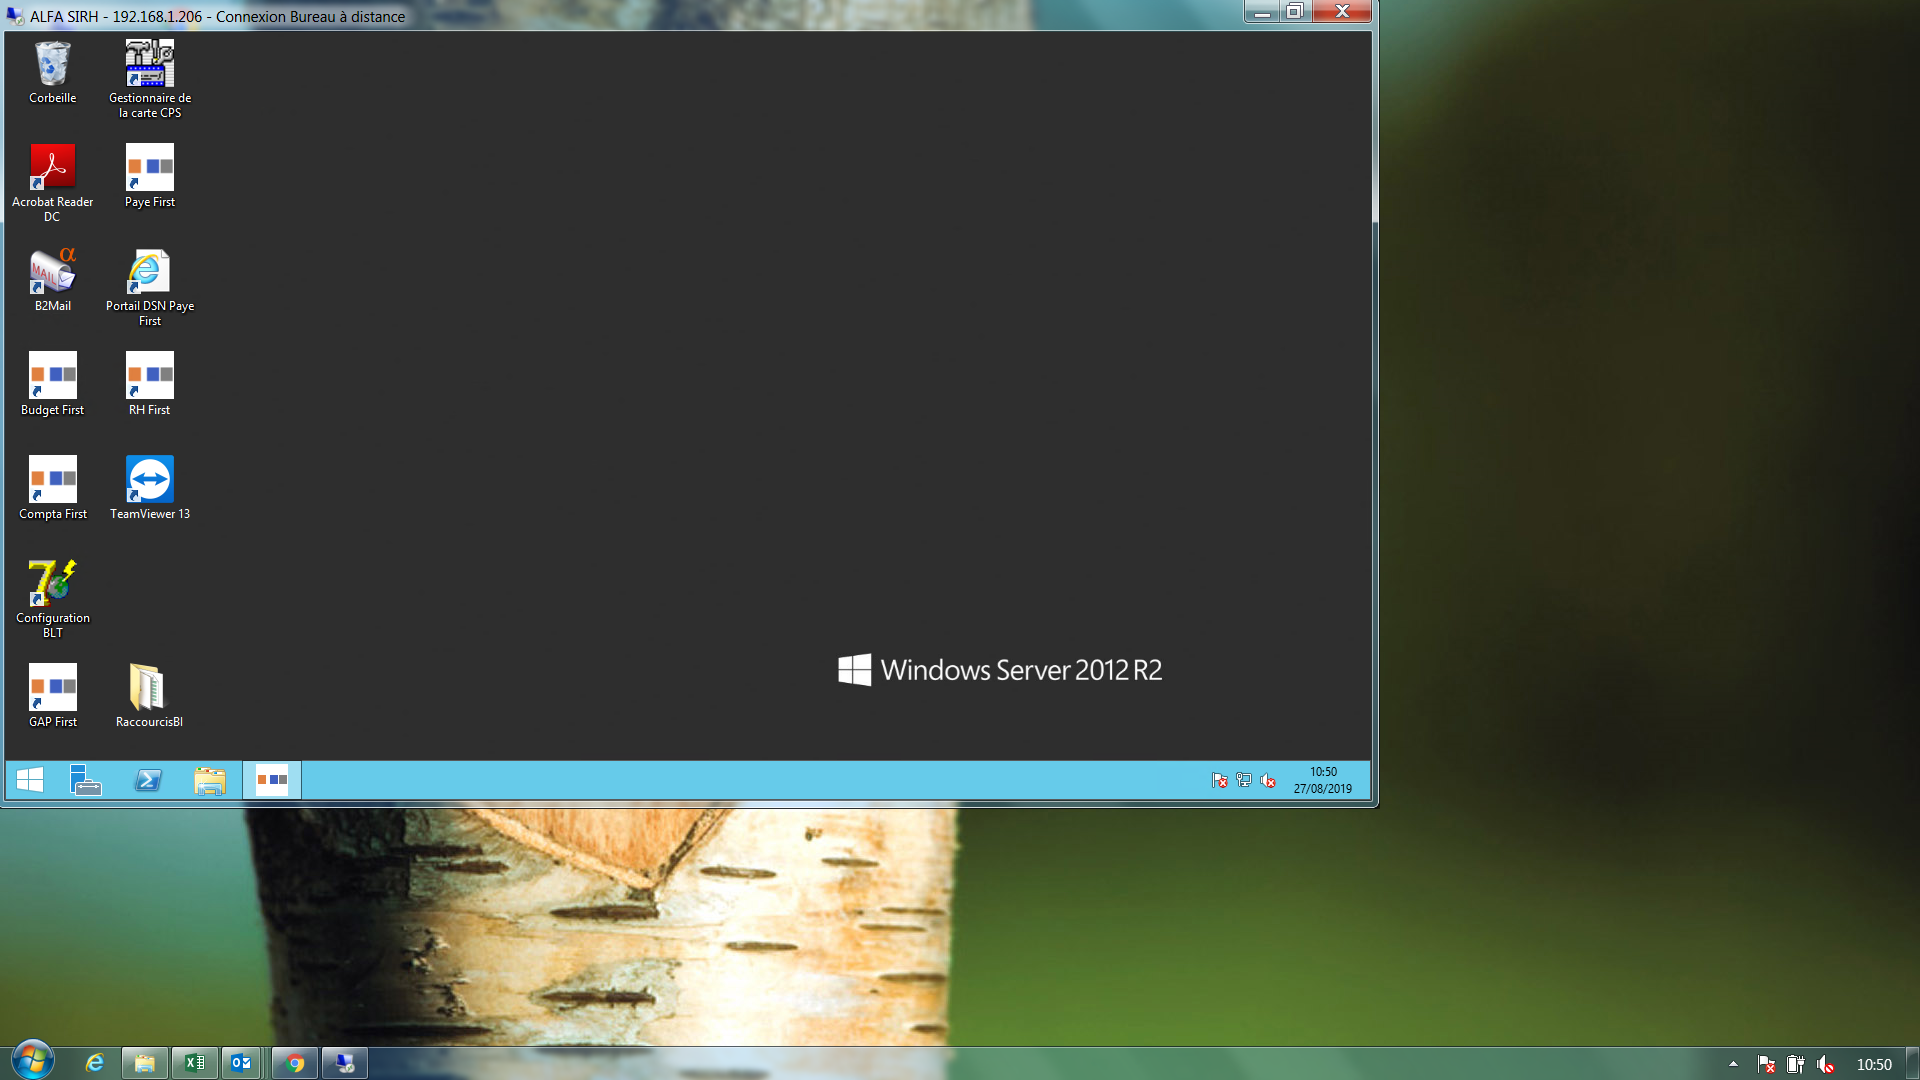 ALFA SIRH - 192.168.1.206 - Connexion Bureau à distance
Corbeille
Gestionnaire de
la carte CPS
Acrobat Reader
DC
Paye First
MAIL
α
B2Mail
Portail DSN Paye
First
Budget First
RH First
Compta First
TeamViewer 13
7
Configuration
BLT
GAP First
RaccourcisBI
Windows Server 2012 R2
10:50
27/08/2019
10:50